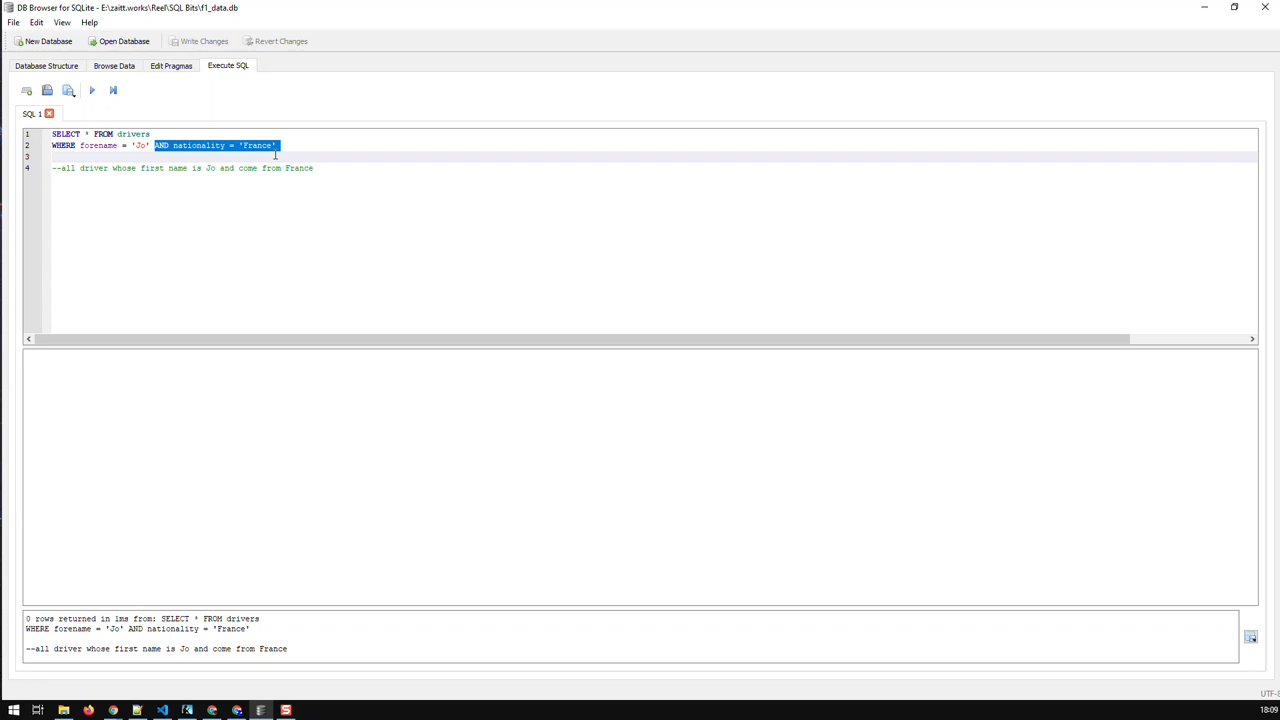 DB Browser for SQLite - E:\zaitt.works\Reel\SQL Bits\f1_data.db
File Edit View Help
New Database Open Database Write Changes Revert Changes
Database Structure Browse Data Edit Pragmas Execute SQL
SQL 1
1 SELECT * FROM drivers
2 WHERE forename = 'Jo' AND nationality = 'France'
3
4 --all driver whose first name is Jo and come from France
0 rows returned in 1ms from: SELECT * FROM drivers
WHERE forename = 'Jo' AND nationality = 'France'
--all driver whose first name is Jo and come from France
UTF-8
18:09